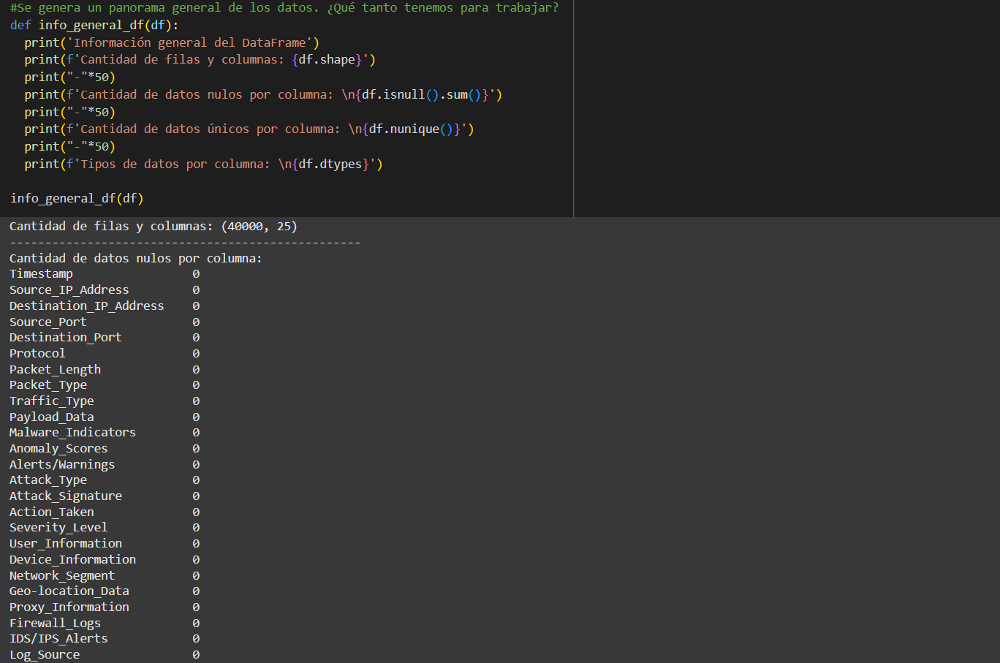 #Se genera un panorama general de los datos. ¿Qué tanto tenemos para trabajar?
def info_general_df(df):
  print('Información general del DataFrame')
  print(f'Cantidad de filas y columnas: {df.shape}')
  print("-"*50)
  print(f'Cantidad de datos nulos por columna: \n{df.isnull().sum()}')
  print("-"*50)
  print(f'Cantidad de datos únicos por columna: \n{df.nunique()}')
  print("-"*50)
  print(f'Tipos de datos por columna: \n{df.dtypes}')
info_general_df(df)
Cantidad de filas y columnas: (40000, 25)
--------------------------------------------------
Cantidad de datos nulos por columna:
Timestamp                 0
Source_IP_Address         0
Destination_IP_Address    0
Source_Port               0
Destination_Port          0
Protocol                  0
Packet_Length             0
Packet_Type               0
Traffic_Type              0
Payload_Data              0
Malware_Indicators        0
Anomaly_Scores            0
Alerts/Warnings           0
Attack_Type               0
Attack_Signature          0
Action_Taken              0
Severity_Level            0
User_Information          0
Device_Information        0
Network_Segment           0
Geo-location_Data         0
Proxy_Information         0
Firewall_Logs             0
IDS/IPS_Alerts            0
Log_Source                0